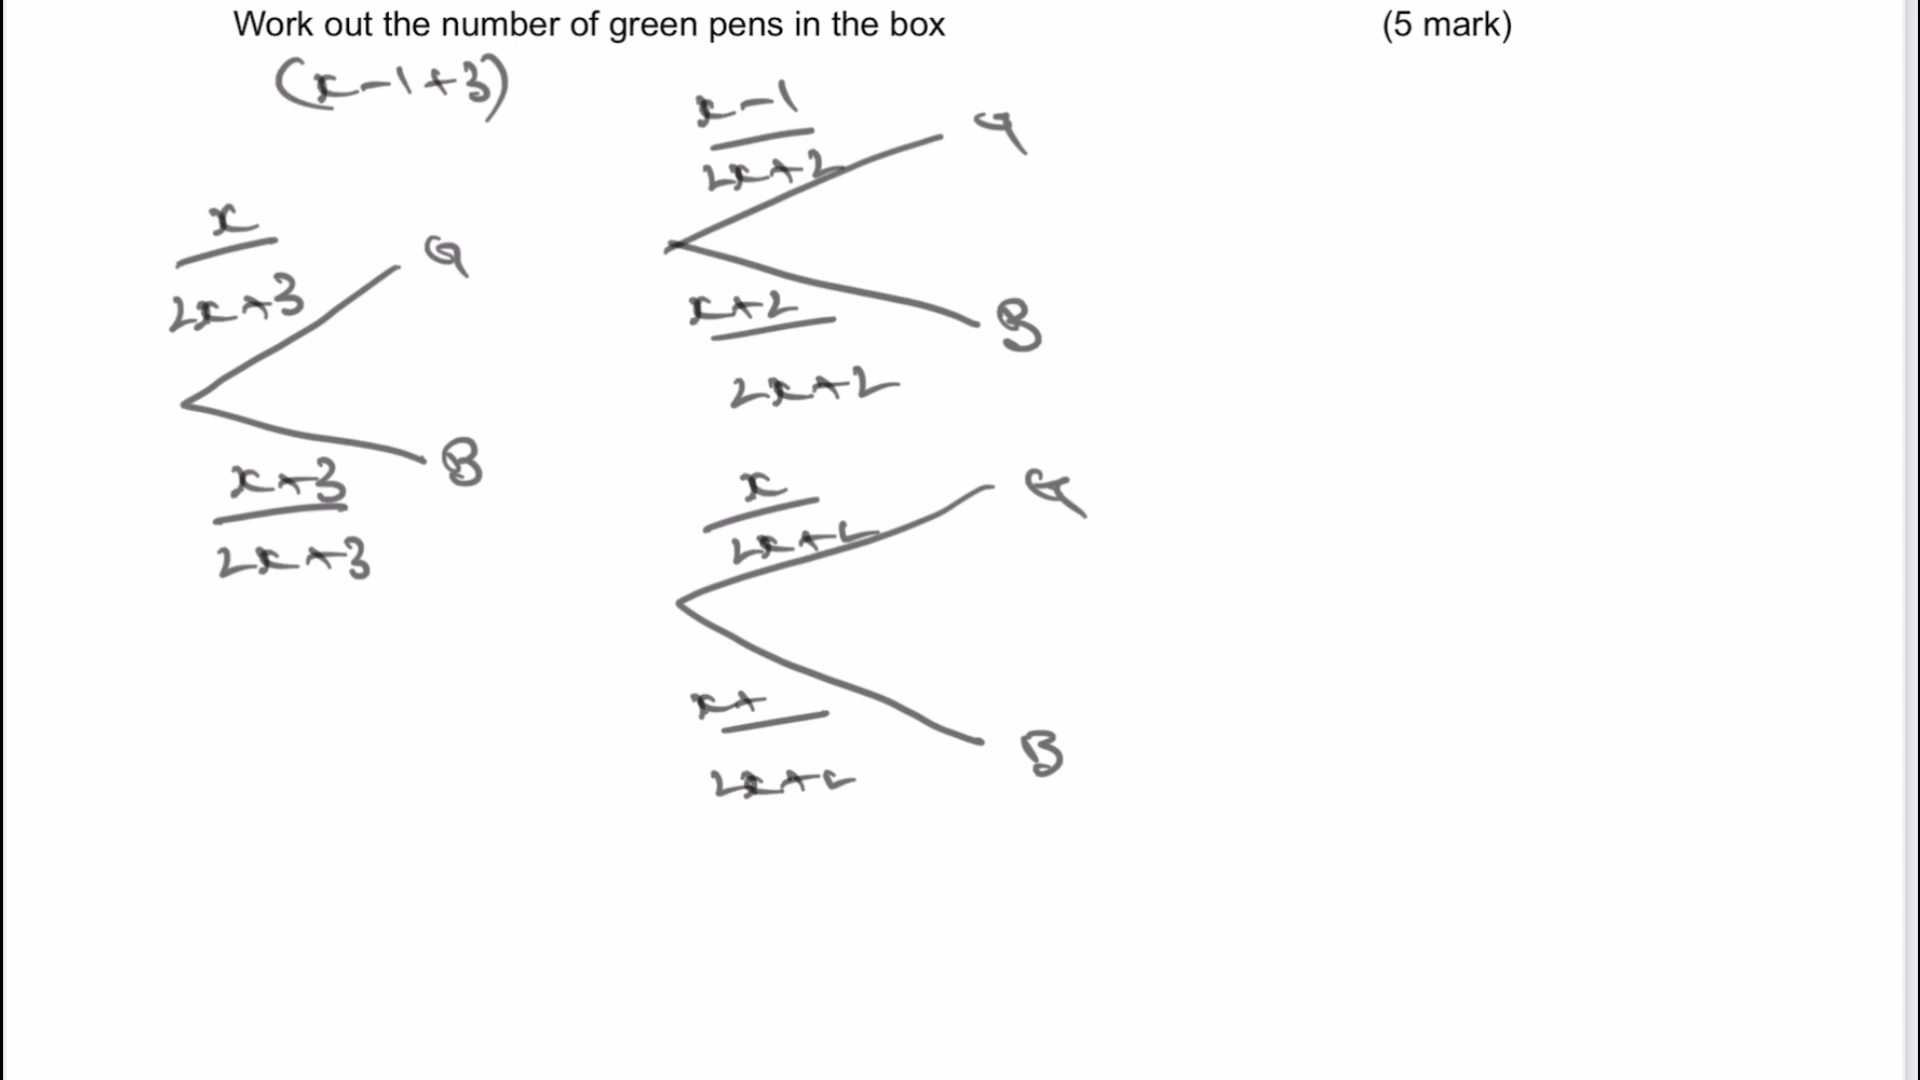 Work out the number of green pens in the box (5 mark)
(x-1+3)
x-1
2x+2
G
x
2x+3
G
x+2
2x+2
B
x+3
2x+3
B
x
2x+2
G
x+
2x+2
B